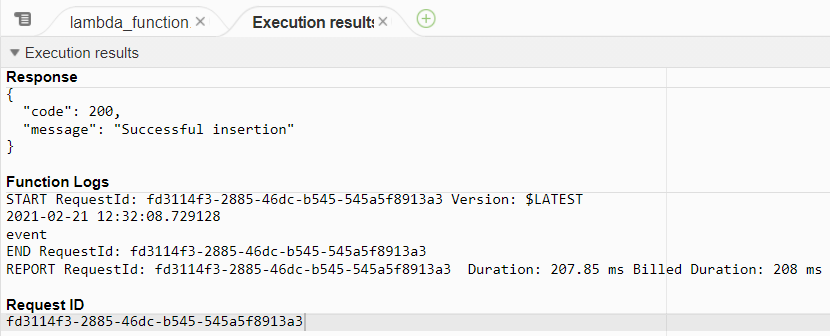 lambda_function
Execution results
Execution results
Response
{
  "code": 200,
  "message": "Successful insertion"
}
Function Logs
START RequestId: fd3114f3-2885-46dc-b545-545a5f8913a3 Version: $LATEST
2021-02-21 12:32:08.729128
event
END RequestId: fd3114f3-2885-46dc-b545-545a5f8913a3
REPORT RequestId: fd3114f3-2885-46dc-b545-545a5f8913a3  Duration: 207.85 ms Billed Duration: 208 ms
Request ID
fd3114f3-2885-46dc-b545-545a5f8913a3